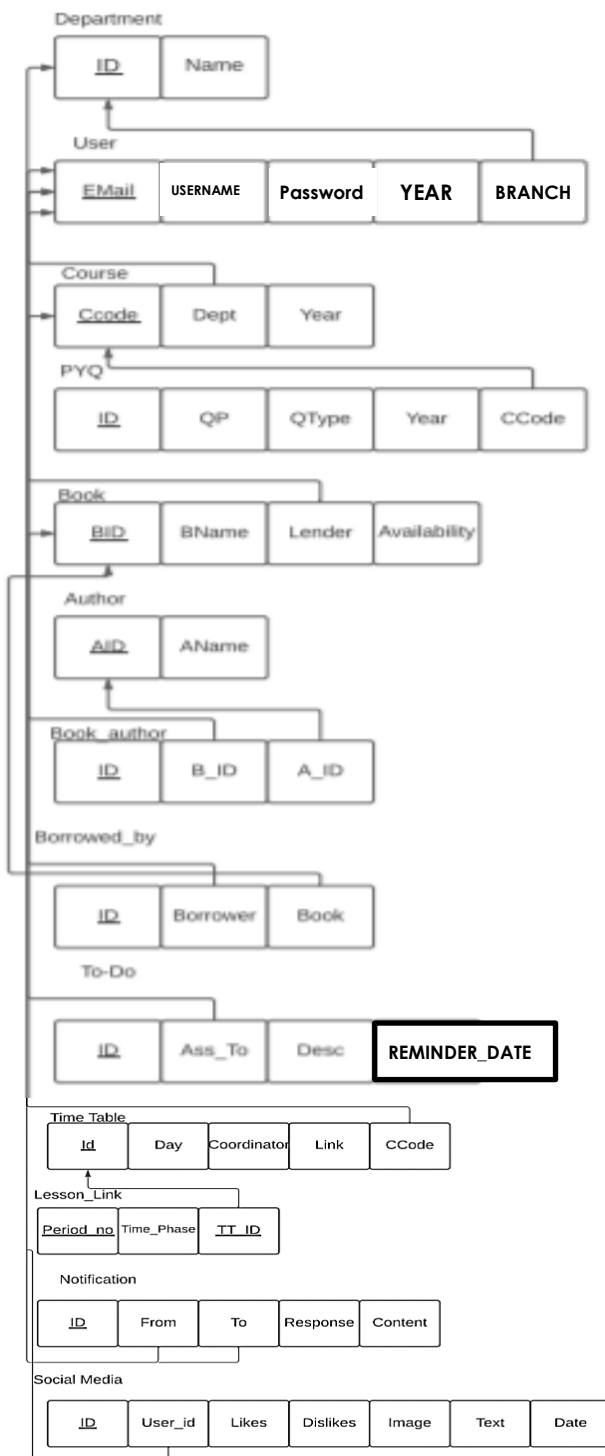 Department
ID Name
User
EMail USERNAME Password YEAR BRANCH
Course
Ccode Dept Year
PYQ
ID QP QType Year CCode
Book
BID BName Lender Availability
Author
AID AName
Book_author
ID B_ID A_ID
Borrowed_by
ID Borrower Book
To-Do
ID Ass_To Desc REMINDER_DATE
Time Table
Id Day Coordinator Link CCode
Lesson_Link
Period_no Time_Phase TT_ID
Notification
ID From To Response Content
Social Media
ID User_id Likes Dislikes Image Text Date